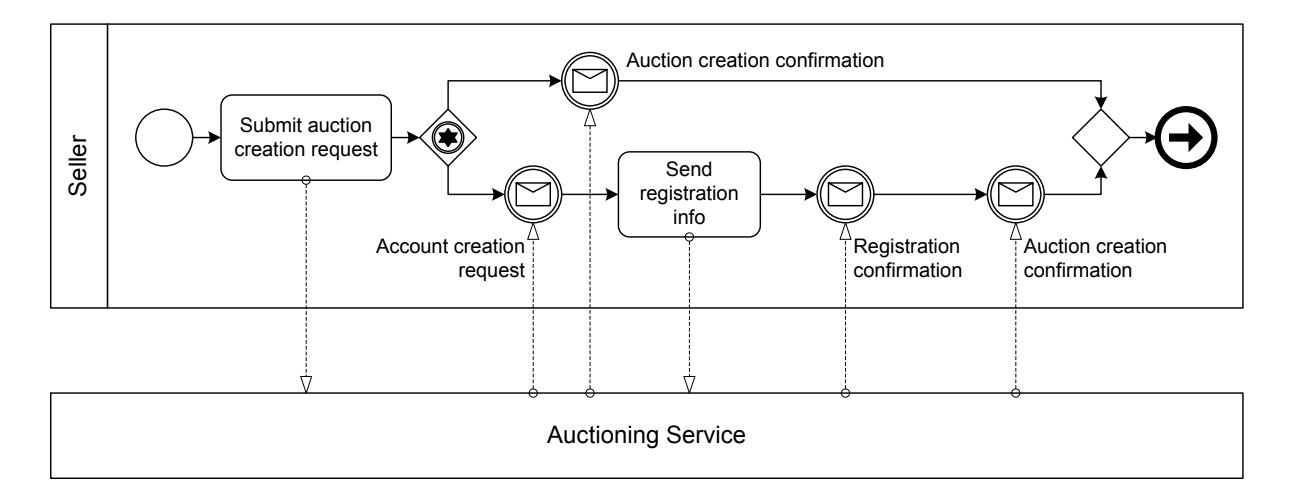 Seller
Auction creation confirmation
Submit auction
creation request
Send
registration
info
Account creation
request
Registration
confirmation
Auction creation
confirmation
Auctioning Service